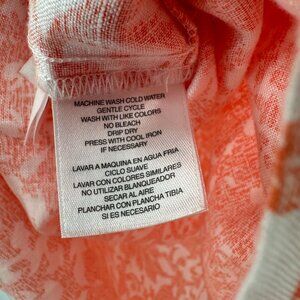 MACHINE WASH COLD WATER
GENTLE CYCLE
WASH WITH LIKE COLORS
NO BLEACH
DRIP DRY
PRESS WITH COOL IRON
IF NECESSARY
LAVAR A MAQUINA EN AGUA FRIA
CICLO SUAVE
LAVAR CON COLORES SIMILARES
NO UTILIZAR BLANQUEADOR
SECAR AL AIRE
PLANCHAR CON PLANCHA TIBIA
SI ES NECESARIO